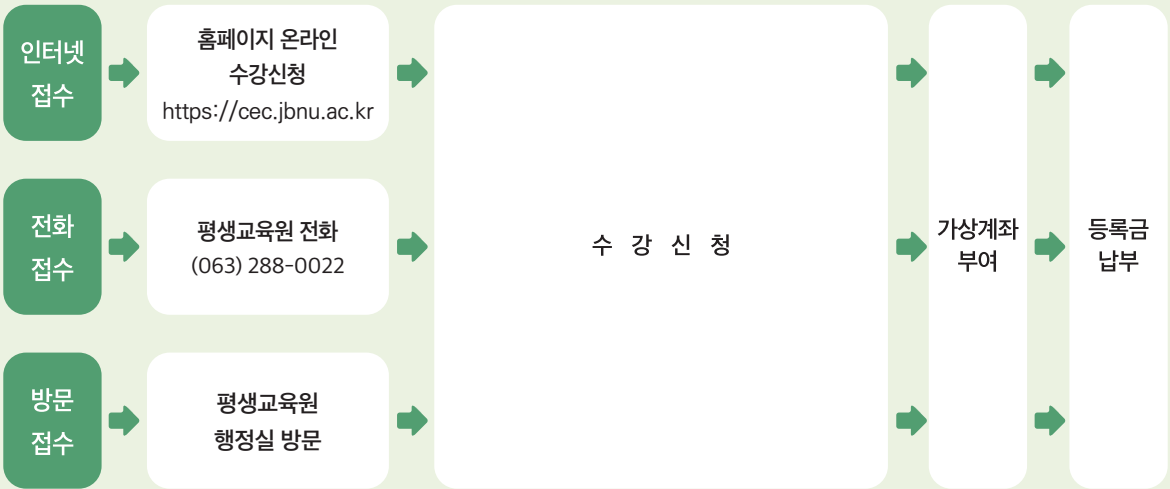 인터넷
접수
홈페이지 온라인
수강신청
https://cec.jbnu.ac.kr
전화
접수
평생교육원 전화
(063) 288-0022
방문
접수
평생교육원
행정실 방문
수 강 신 청
가상계좌
부여
등록금
납부